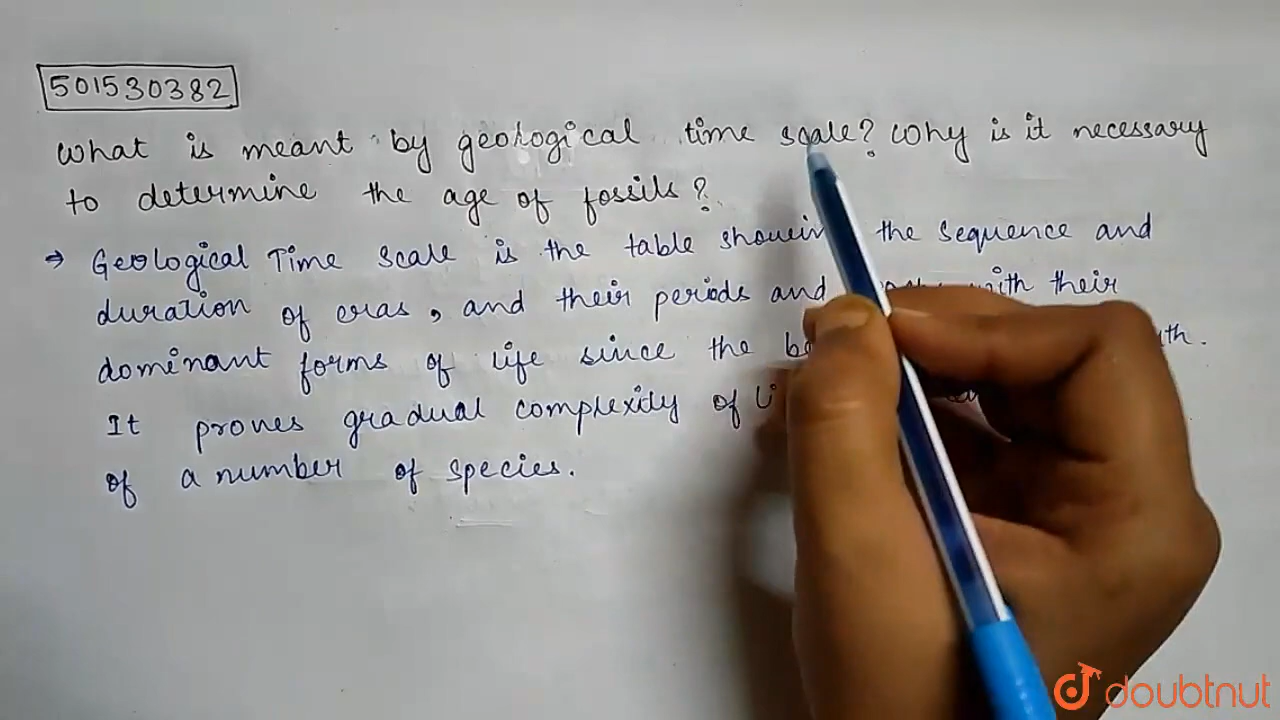 501530382
What is meant by geological time scale? Why is it necessary
to determine the age of fossils?
→ Geological Time Scale is the table showing the sequence and
duration of eras, and their periods and with their
dominant forms of life since the
It proves gradual complexity of
of a number of species.
doubtnut